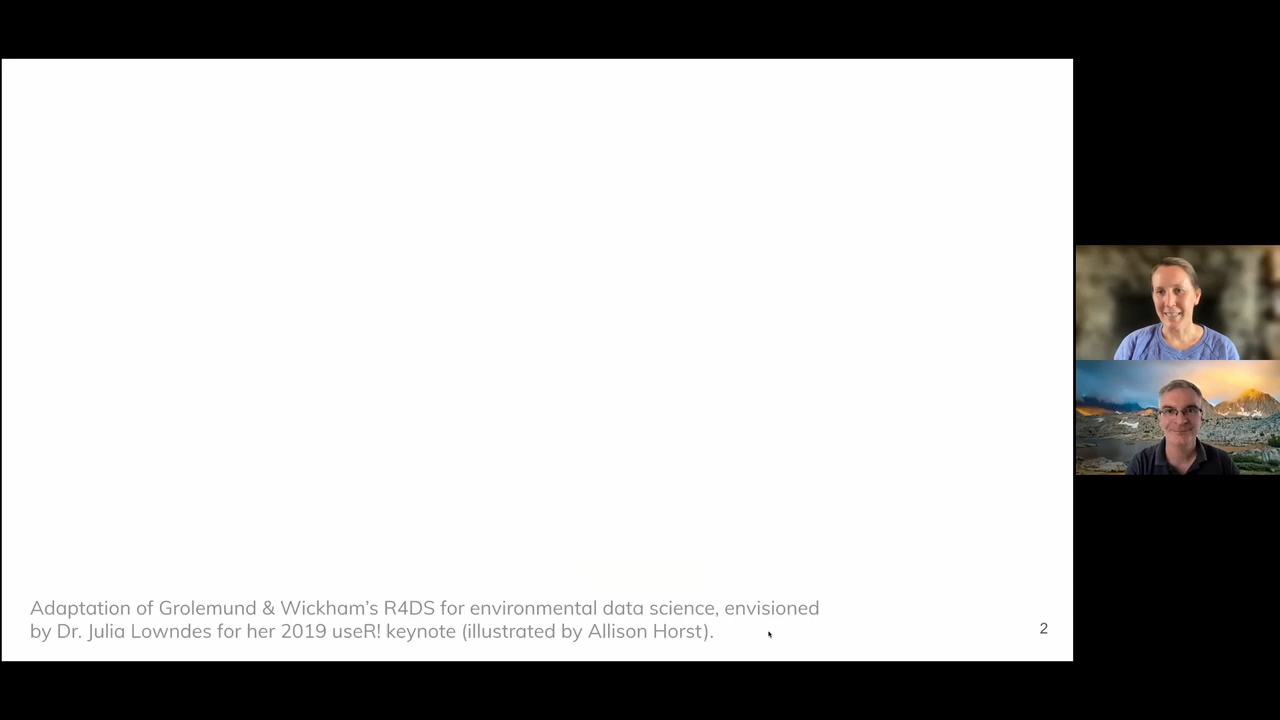 Adaptation of Grolemund & Wickham’s R4DS for environmental data science, envisioned
by Dr. Julia Lowndes for her 2019 useR! keynote (illustrated by Allison Horst).
2